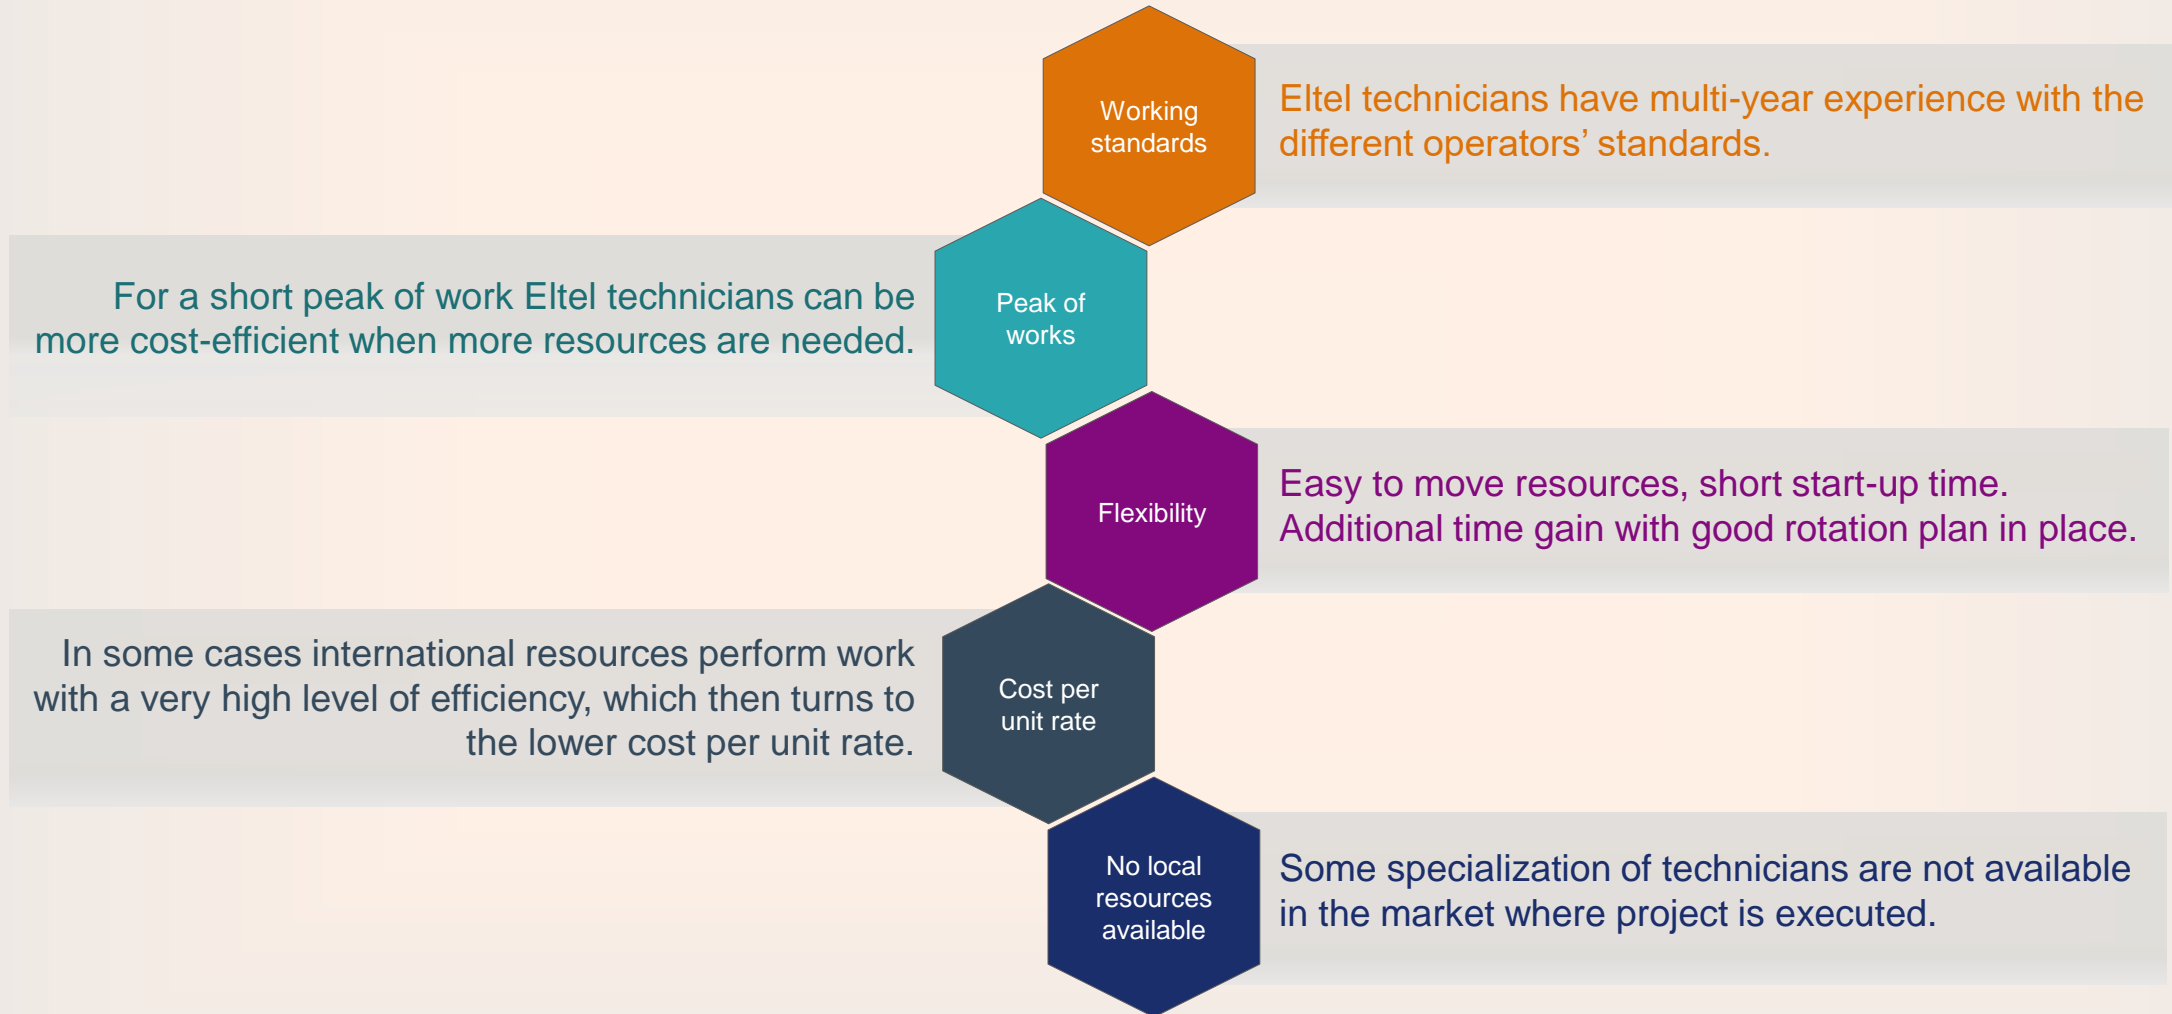 Working
standards
Eltel technicians have multi-year experience with the
different operators’ standards.
For a short peak of work Eltel technicians can be
more cost-efficient when more resources are needed.
Peak of
works
Flexibility
Easy to move resources, short start-up time.
Additional time gain with good rotation plan in place.
In some cases international resources perform work
with a very high level of efficiency, which then turns to
the lower cost per unit rate.
Cost per
unit rate
No local
resources
available
Some specialization of technicians are not available
in the market where project is executed.